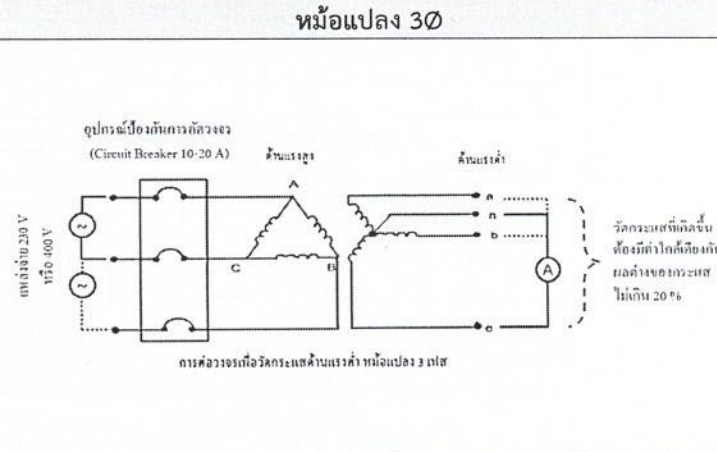 หม้อแปลง 3Ø
อุปกรณ์ป้องกันการลัดวงจร
(Circuit Breaker 10-20 A)
ด้านแรงสูง
ด้านแรงต่ำ
แหล่งจ่าย 230 V
หรือ 400 V
~
~
A
C
B
a
n
b
c
A
วัดกระแสที่เกิดขึ้น
ต้องมีค่าใกล้เคียงกัน
ผลต่างของกระแส
ไม่เกิน 20 %
การต่อวงจรเพื่อวัดกระแสด้านแรงต่ำ หม้อแปลง 3 เฟส